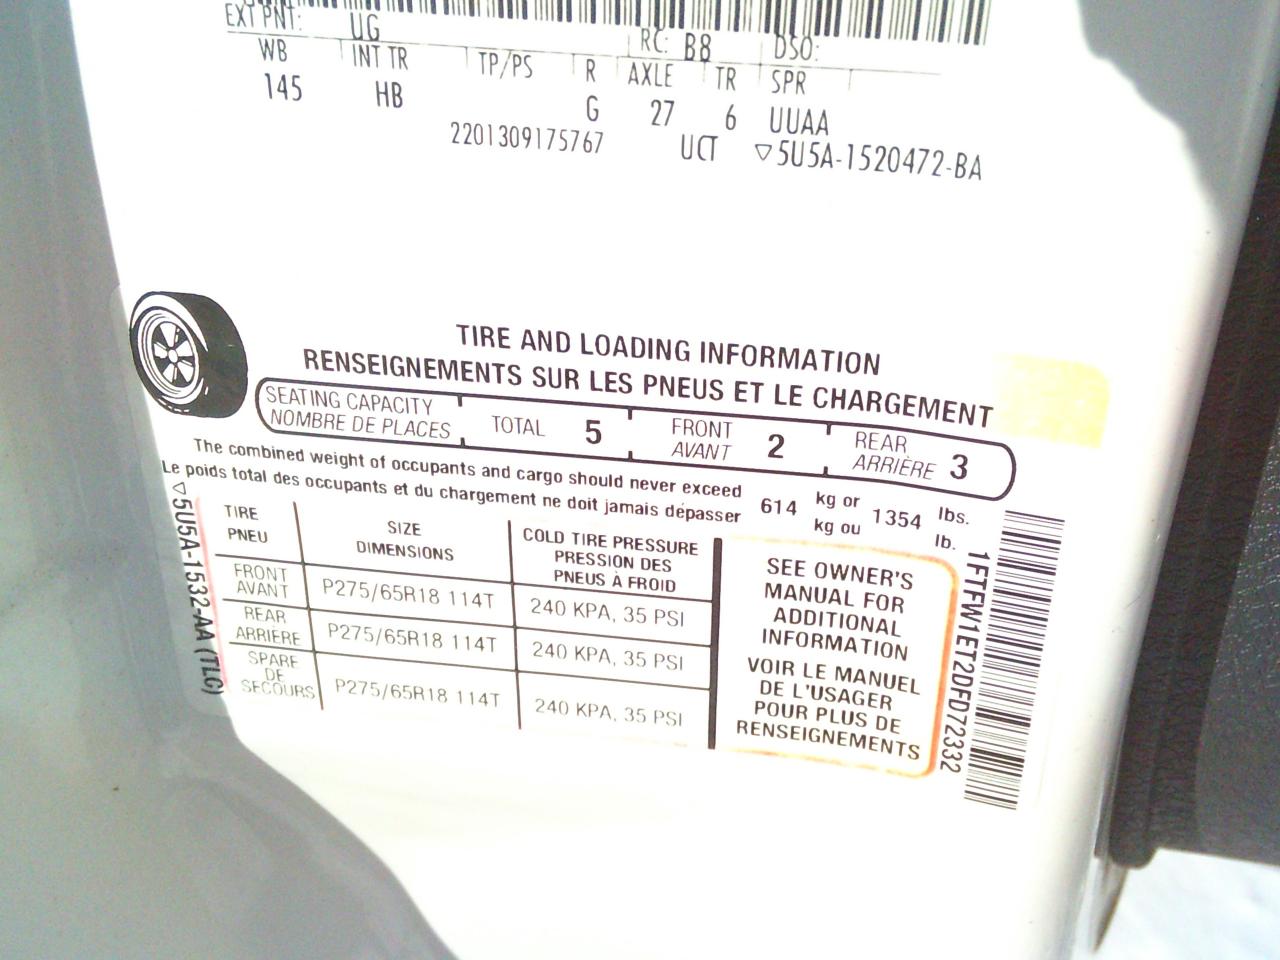 EXT PNT: UG RC: B8 DSO:
WB INT TR TP/PS R AXLE TR SPR
145 HB G 27 6 UUAA
2201309175767 UCT ▽5U5A-1520472-BA
TIRE AND LOADING INFORMATION
RENSEIGNEMENTS SUR LES PNEUS ET LE CHARGEMENT
SEATING CAPACITY
NOMBRE DE PLACES
TOTAL 5
FRONT
AVANT 2
REAR
ARRIÈRE 3
The combined weight of occupants and cargo should never exceed 614 kg or 1354 lbs.
Le poids total des occupants et du chargement ne doit jamais dépasser kg ou lb.
TIRE
PNEU
SIZE
DIMENSIONS
COLD TIRE PRESSURE
PRESSION DES
PNEUS À FROID
FRONT
AVANT
P275/65R18 114T
240 KPA, 35 PSI
REAR
ARRIÈRE
P275/65R18 114T
240 KPA, 35 PSI
SPARE
DE
SECOURS
P275/65R18 114T
240 KPA, 35 PSI
SEE OWNER'S
MANUAL FOR
ADDITIONAL
INFORMATION
VOIR LE MANUEL
DE L'USAGER
POUR PLUS DE
RENSEIGNEMENTS
▽5U5A-1532-AA (TLC)
1FTFW1ET2DFD72332